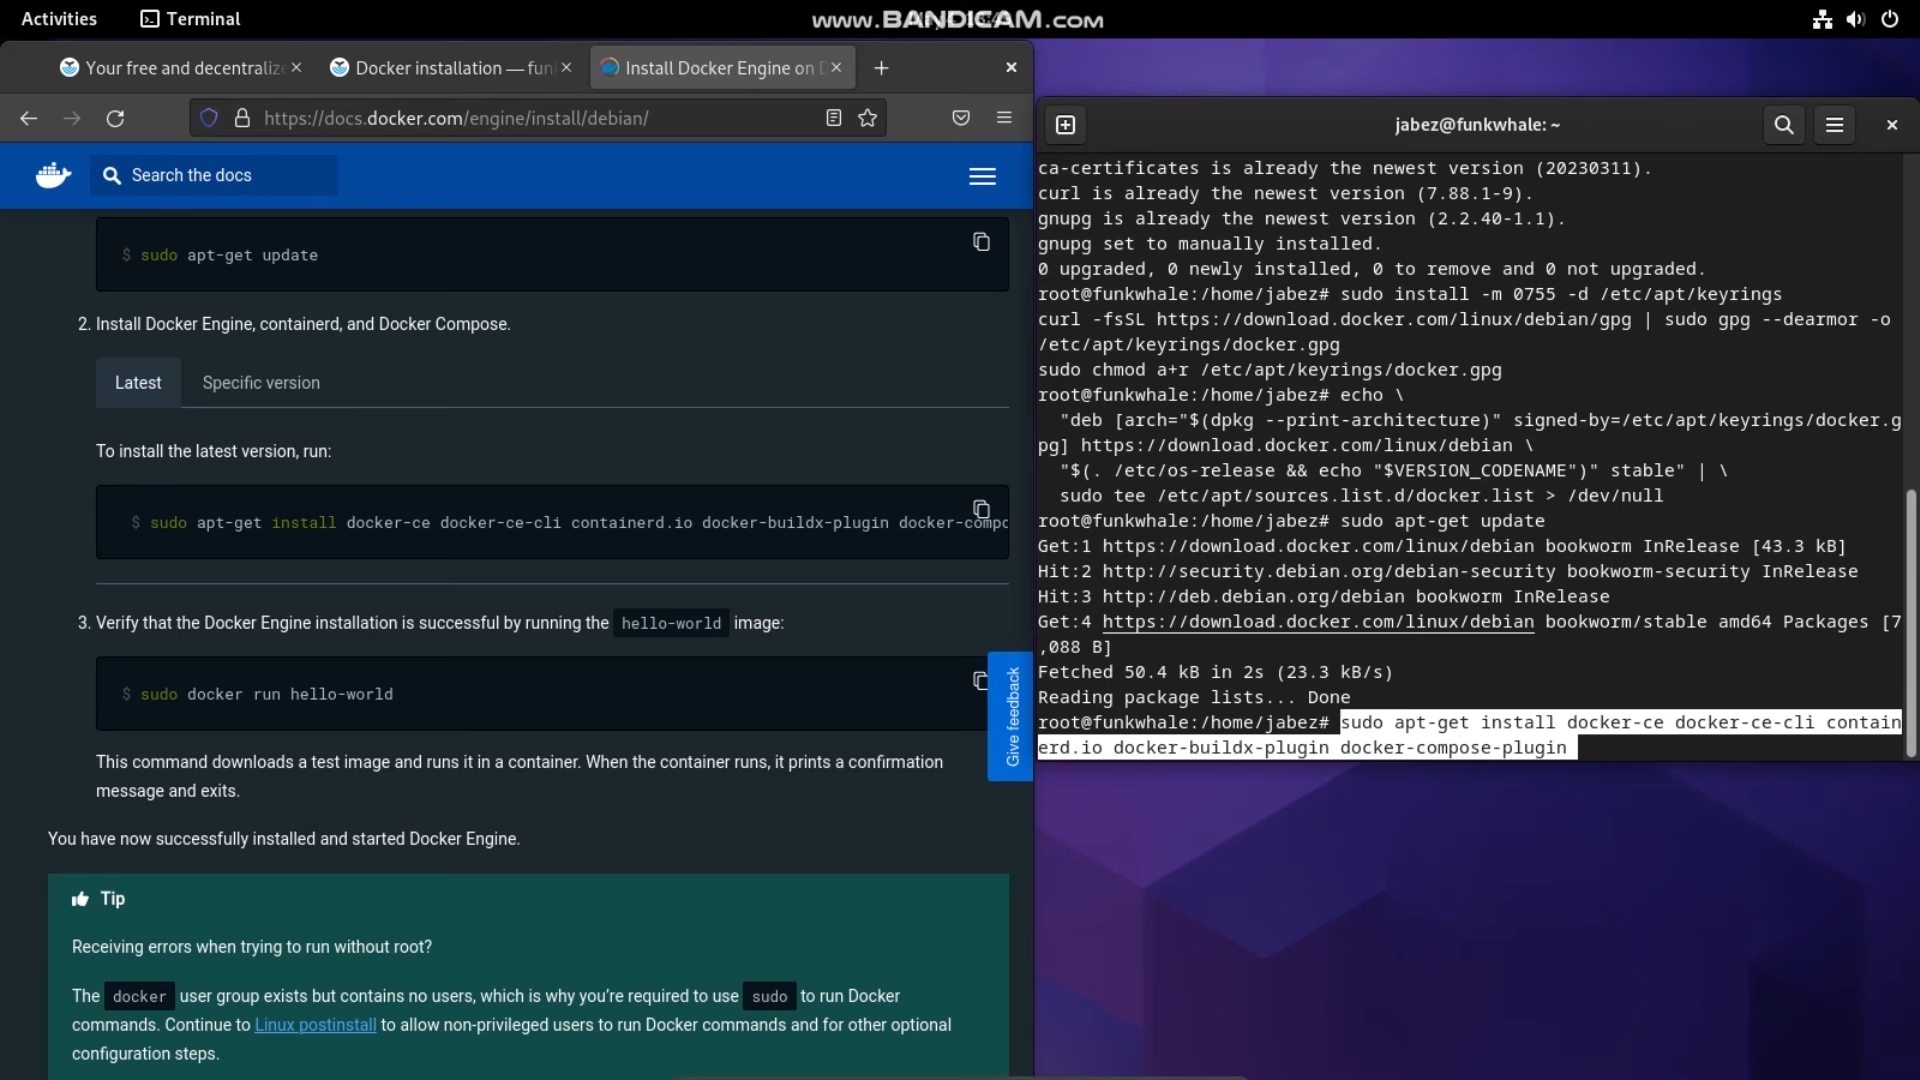 Activities
Terminal
www.BANDICAM.com
Your free and decentralize
Docker installation — fun
Install Docker Engine on D
https://docs.docker.com/engine/install/debian/
Search the docs
$ sudo apt-get update
2. Install Docker Engine, containerd, and Docker Compose.
Latest
Specific version
To install the latest version, run:
$ sudo apt-get install docker-ce docker-ce-cli containerd.io docker-buildx-plugin docker-compo
3. Verify that the Docker Engine installation is successful by running the hello-world image:
$ sudo docker run hello-world
Give feedback
This command downloads a test image and runs it in a container. When the container runs, it prints a confirmation
message and exits.
You have now successfully installed and started Docker Engine.
Tip
Receiving errors when trying to run without root?
The docker user group exists but contains no users, which is why you’re required to use sudo to run Docker
commands. Continue to Linux postinstall to allow non-privileged users to run Docker commands and for other optional
configuration steps.
jabez@funkwhale: ~
ca-certificates is already the newest version (20230311).
curl is already the newest version (7.88.1-9).
gnupg is already the newest version (2.2.40-1.1).
gnupg set to manually installed.
0 upgraded, 0 newly installed, 0 to remove and 0 not upgraded.
root@funkwhale:/home/jabez# sudo install -m 0755 -d /etc/apt/keyrings
curl -fsSL https://download.docker.com/linux/debian/gpg | sudo gpg --dearmor -o
/etc/apt/keyrings/docker.gpg
sudo chmod a+r /etc/apt/keyrings/docker.gpg
root@funkwhale:/home/jabez# echo \
"deb [arch="$(dpkg --print-architecture)" signed-by=/etc/apt/keyrings/docker.g
pg] https://download.docker.com/linux/debian \
"$(. /etc/os-release && echo "$VERSION_CODENAME")" stable" | \
sudo tee /etc/apt/sources.list.d/docker.list > /dev/null
root@funkwhale:/home/jabez# sudo apt-get update
Get:1 https://download.docker.com/linux/debian bookworm InRelease [43.3 kB]
Hit:2 http://security.debian.org/debian-security bookworm-security InRelease
Hit:3 http://deb.debian.org/debian bookworm InRelease
Get:4 https://download.docker.com/linux/debian bookworm/stable amd64 Packages [7
,088 B]
Fetched 50.4 kB in 2s (23.3 kB/s)
Reading package lists... Done
root@funkwhale:/home/jabez# sudo apt-get install docker-ce docker-ce-cli contain
erd.io docker-buildx-plugin docker-compose-plugin